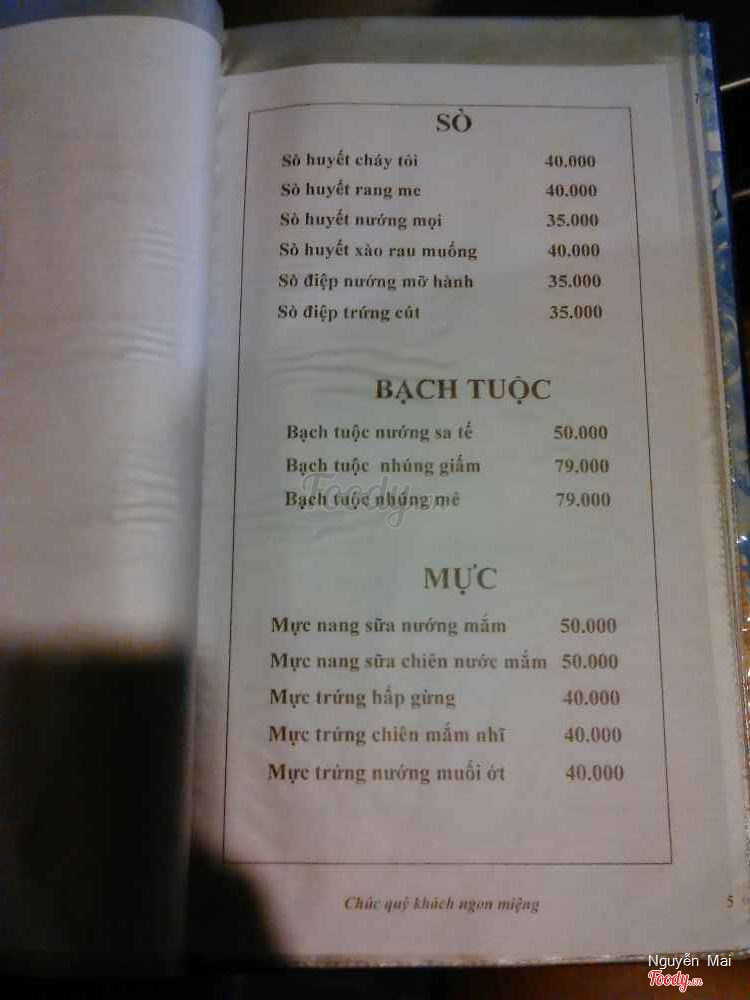 SÒ
Sò huyết cháy tỏi 40.000
Sò huyết rang me 40.000
Sò huyết nướng mọi 35.000
Sò huyết xào rau muống 40.000
Sò điệp nướng mỡ hành 35.000
Sò điệp trứng cút 35.000
BẠCH TUỘC
Bạch tuộc nướng sa tế 50.000
Bạch tuộc nhúng giấm 79.000
Bạch tuộc nhúng mẻ 79.000
MỰC
Mực nang sữa nướng mắm 50.000
Mực nang sữa chiên nước mắm 50.000
Mực trứng hấp gừng 40.000
Mực trứng chiên mắm nhĩ 40.000
Mực trứng nướng muối ớt 40.000
Chúc quý khách ngon miệng
5
Foody.vn
Nguyễn Mai
Foody.vn